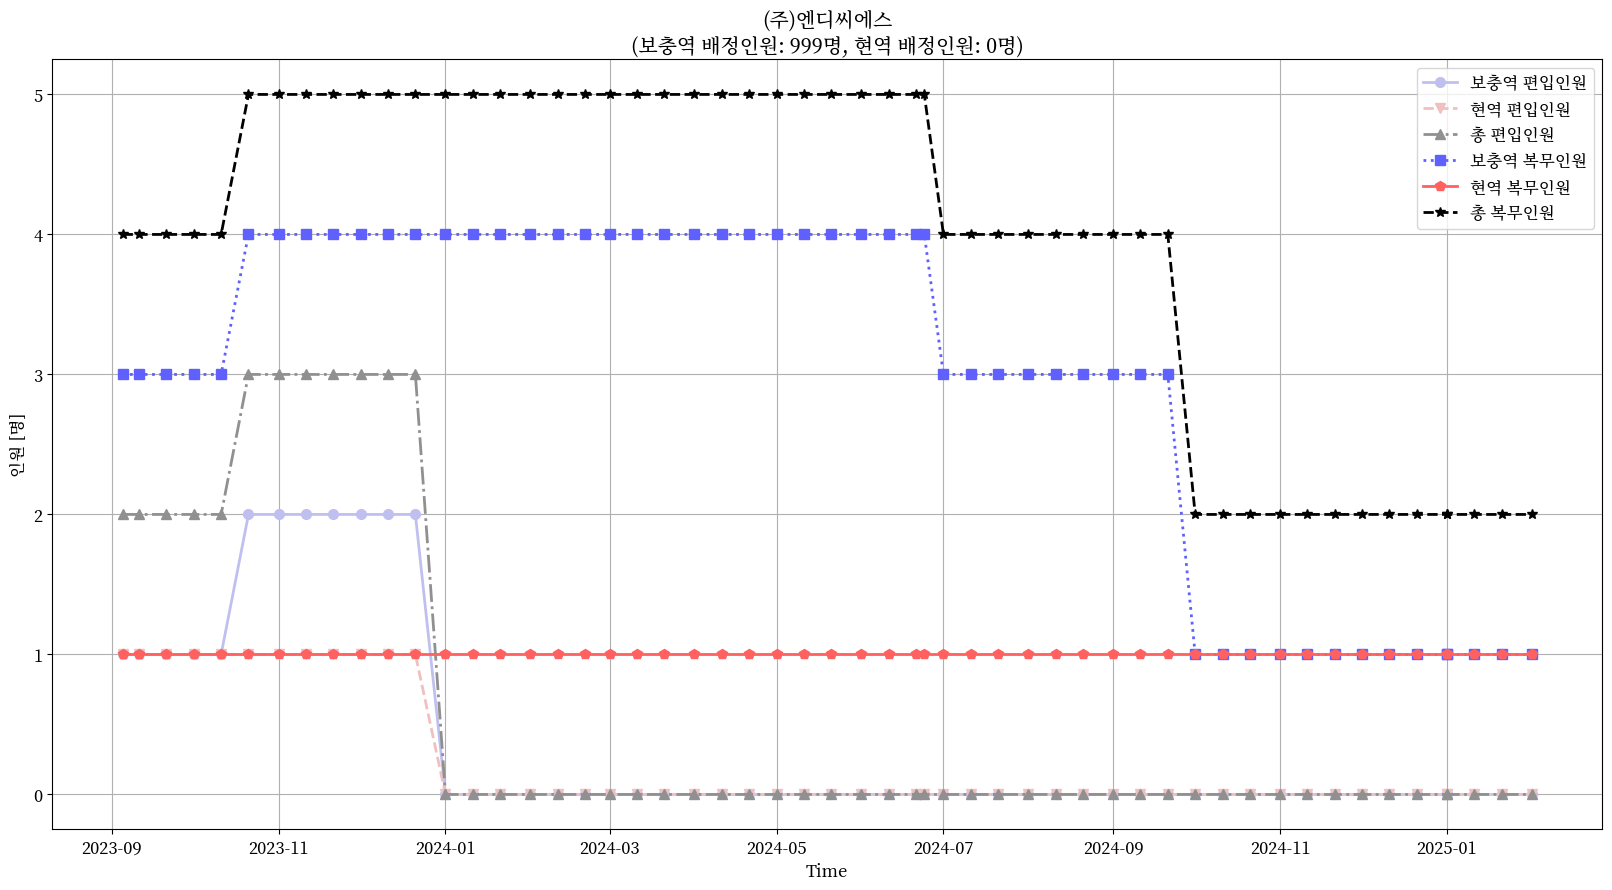 (주)엔디씨에스
(보충역 배정인원: 999명, 현역 배정인원: 0명)
보충역 편입인원
현역 편입인원
총 편입인원
보충역 복무인원
현역 복무인원
총 복무인원
인원 [명]
5
4
3
2
1
0
2023-09 2023-11 2024-01 2024-03 2024-05 2024-07 2024-09 2024-11 2025-01
Time